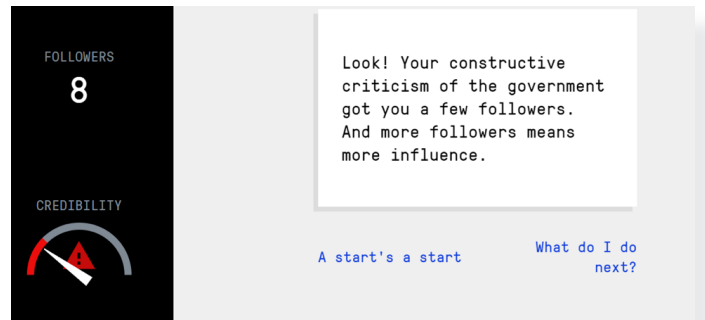 FOLLOWERS
8
CREDIBILITY
Look! Your constructive
criticism of the government
got you a few followers.
And more followers means
more influence.
A start's a start
What do I do
next?